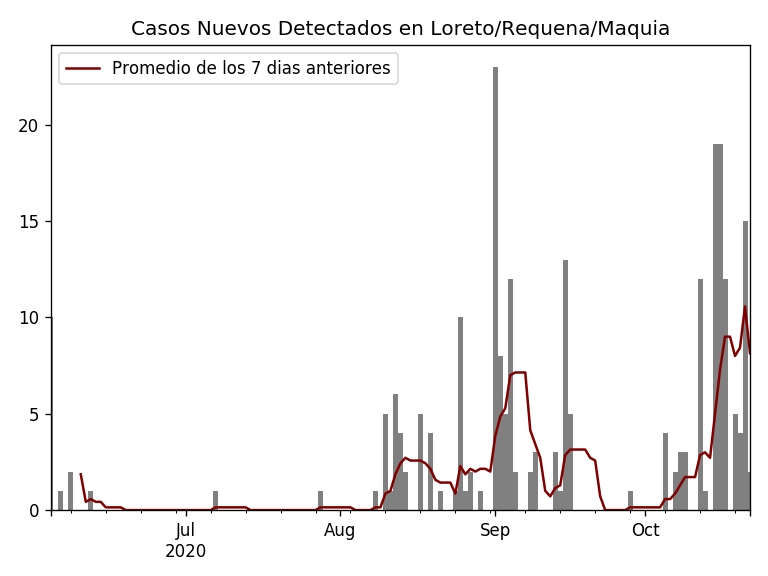 Casos Nuevos Detectados en Loreto/Requena/Maquia
Promedio de los 7 dias anteriores
20
15
10
5
0
Jul
2020
Aug
Sep
Oct